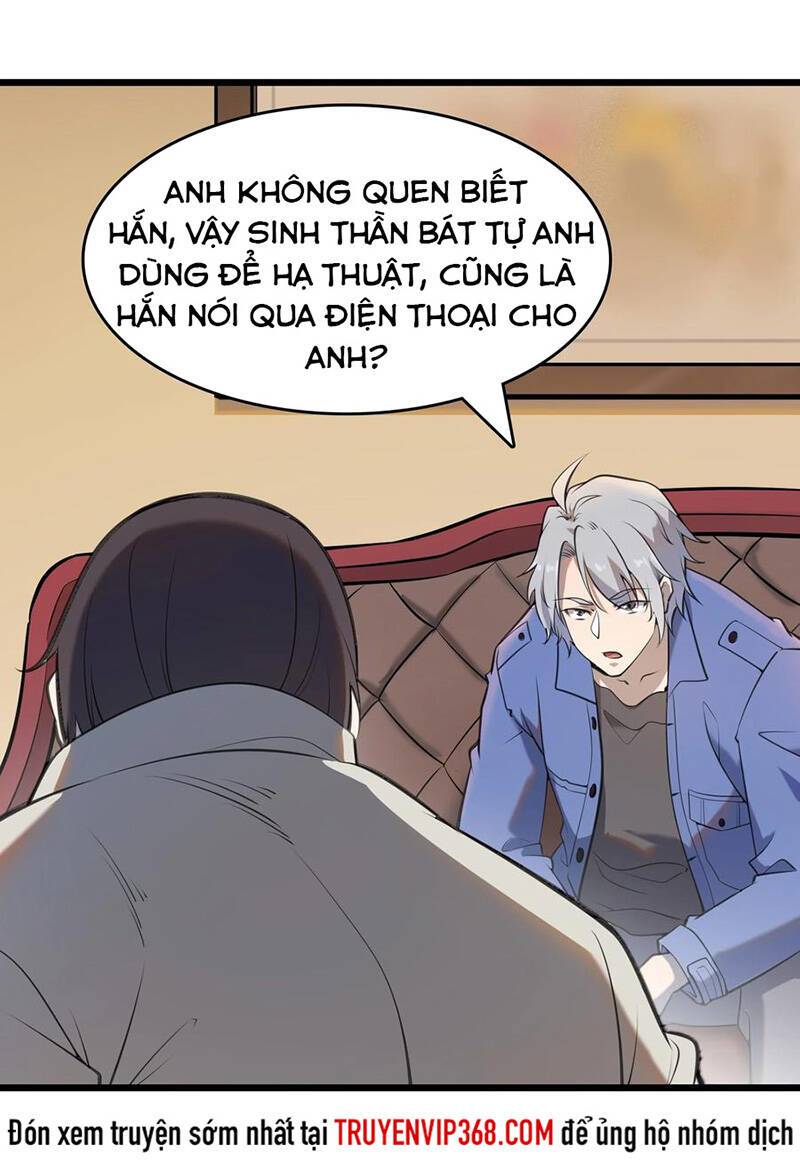 ANH KHÔNG QUEN BIẾT
HẮN, VẬY SINH THẦN BÁT TỰ ANH
DÙNG ĐỂ HẠ THUẬT, CŨNG LÀ
HẮN NÓI QUA ĐIỆN THOẠI CHO
ANH?
Đón xem truyện sớm nhất tại TRUYENVIP368.COM để ủng hộ nhóm dịch